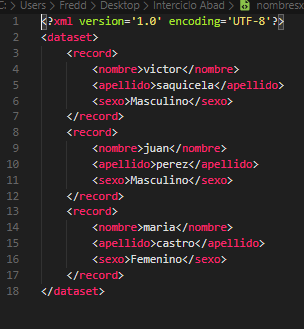 C: > Users > Fredd > Desktop > Intercicio Abad > nombresx
1 <?xml version='1.0' encoding='UTF-8'?>
2 <dataset>
3 <record>
4 <nombre>victor</nombre>
5 <apellido>saquicela</apellido>
6 <sexo>Masculino</sexo>
7 </record>
8 <record>
9 <nombre>juan</nombre>
10 <apellido>perez</apellido>
11 <sexo>Masculino</sexo>
12 </record>
13 <record>
14 <nombre>maria</nombre>
15 <apellido>castro</apellido>
16 <sexo>Femenino</sexo>
17 </record>
18 </dataset>